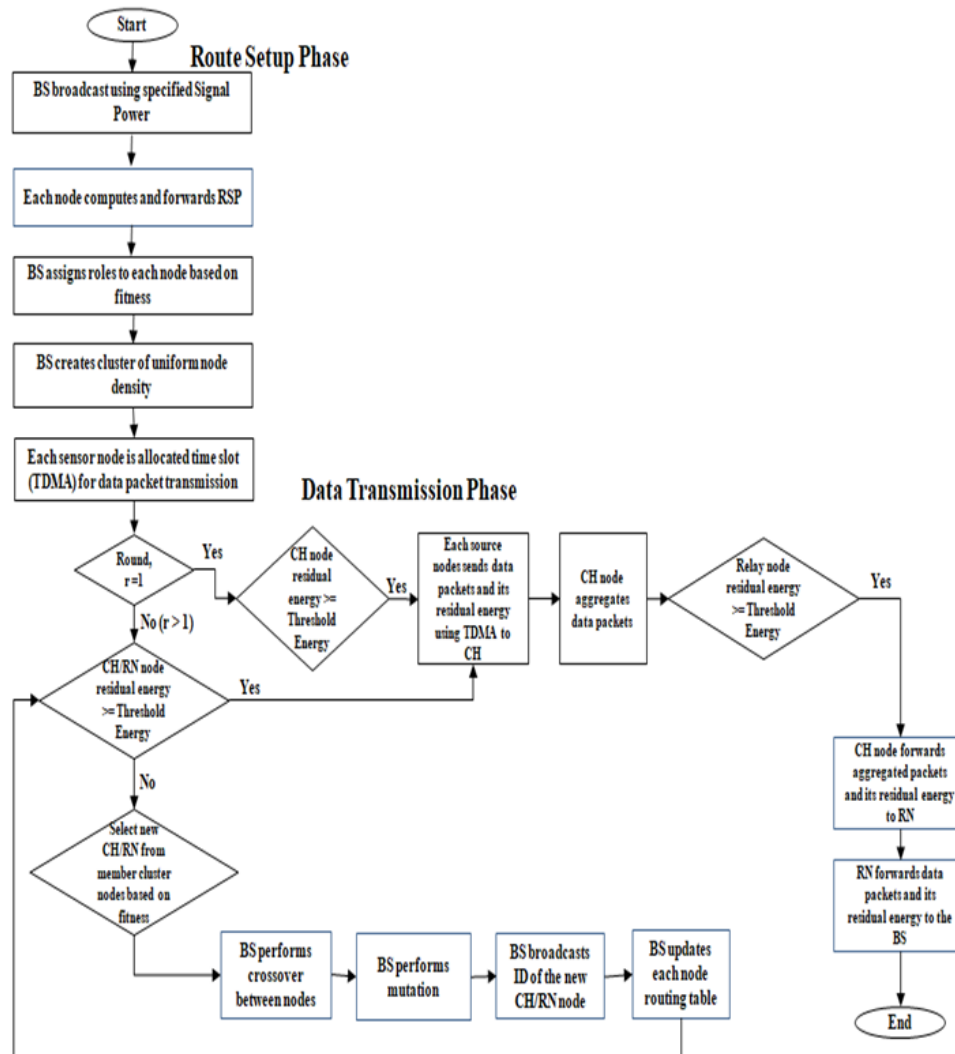 Start
Route Setup Phase
BS broadcast using specified Signal
Power
Each node computes and forwards RSP
BS assigns roles to each node based on
fitness
BS creates cluster of uniform node
density
Each sensor node is allocated time slot
(TDMA) for data packet transmission
Data Transmission Phase
Round,
r=1
Yes
No (r > 1)
CH node
residual
energy >=
Threshold
Energy
Yes
Each source
nodes sends data
packets and its
residual energy
using TDMA to
CH
CH node
aggregates
data packets
Relay node
residual energy
>= Threshold
Energy
Yes
CH/RN node
residual energy
>= Threshold
Energy
Yes
No
CH node forwards
aggregated packets
and its residual energy
to RN
Select new
CH/RN from
member cluster
nodes based on
fitness
RN forwards data
packets and its
residual energy to the
BS
BS performs
crossover
between nodes
BS performs
mutation
BS broadcasts
ID of the new
CH/RN node
BS updates
each node
routing table
End